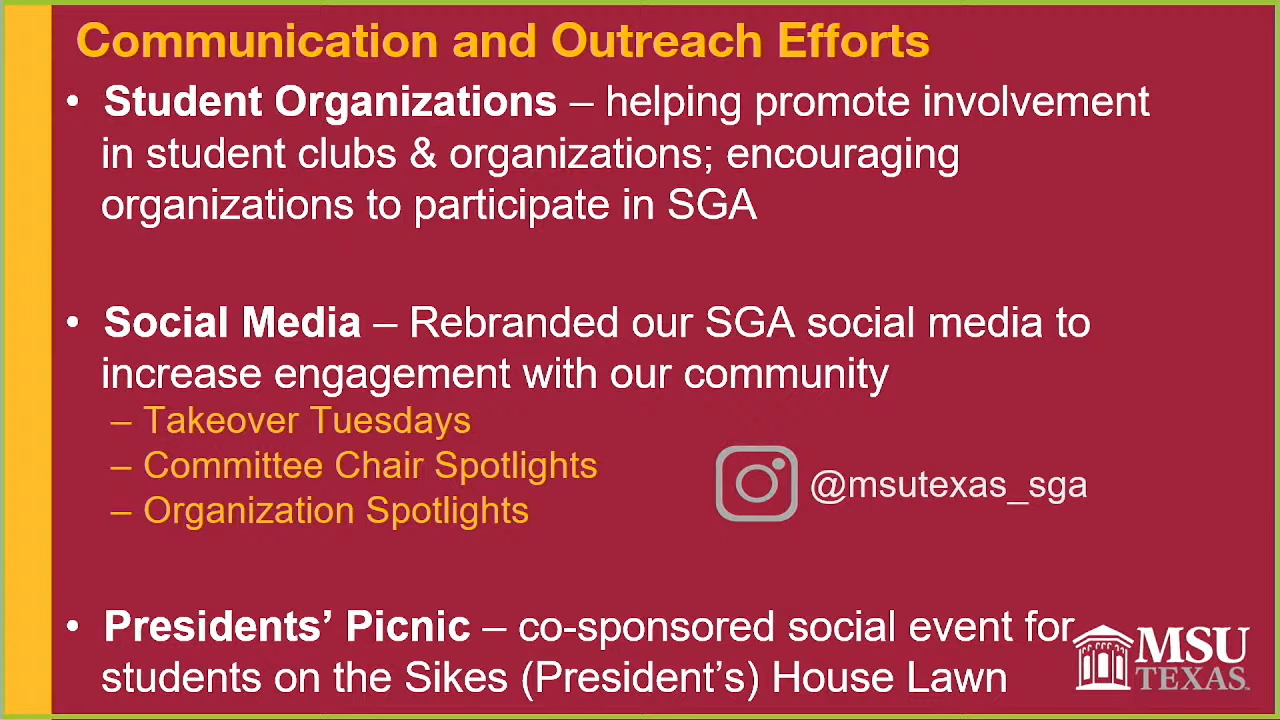 Communication and Outreach Efforts
• Student Organizations – helping promote involvement
in student clubs & organizations; encouraging
organizations to participate in SGA
• Social Media – Rebranded our SGA social media to
increase engagement with our community
– Takeover Tuesdays
– Committee Chair Spotlights
– Organization Spotlights
@msutexas_sga
• Presidents’ Picnic – co-sponsored social event for
students on the Sikes (President’s) House Lawn
MSU
TEXAS